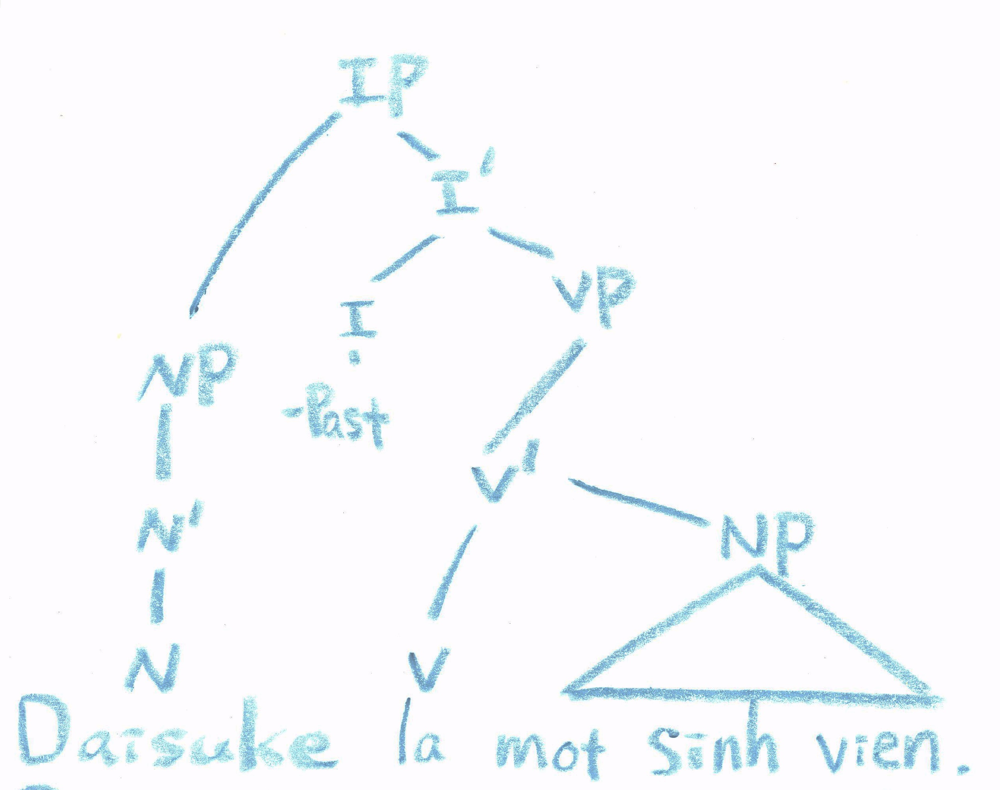 IP
I'
I VP
-Past
NP
V'
N' NP
N V
Daisuke la mot sinh vien.